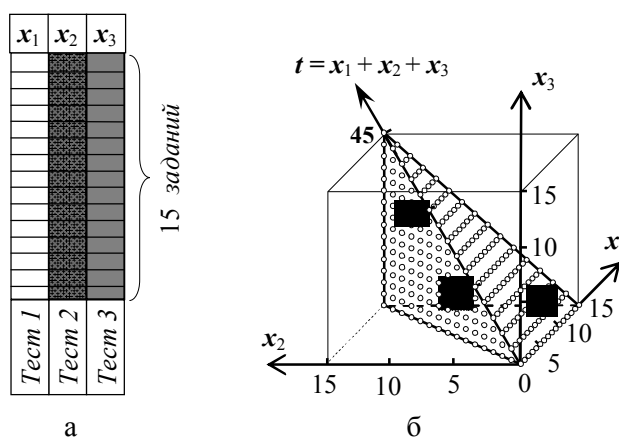 x1 x2 x3
15 заданий
Тест 1 Тест 2 Тест 3
а
t = x1 + x2 + x3
x3
45
15
10
x
15
10
5
x2
15 10 5 0
б